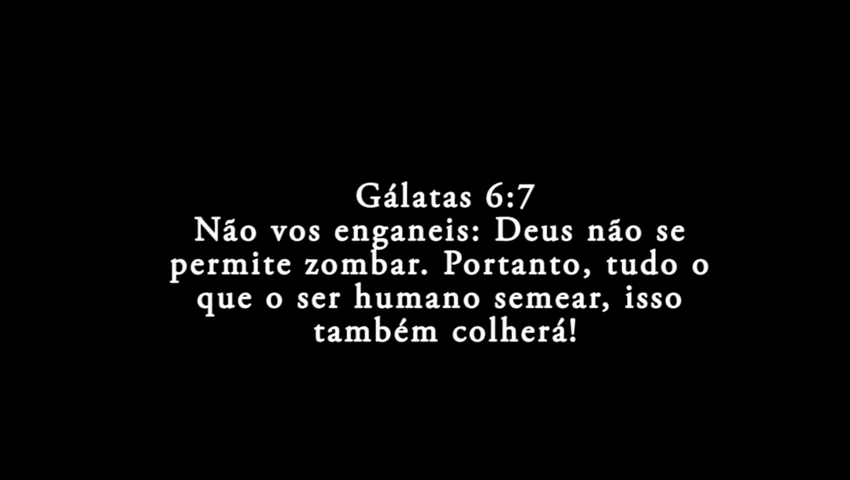 Gálatas 6:7
Não vos enganeis: Deus não se
permite zombar. Portanto, tudo o
que o ser humano semear, isso
também colherá!